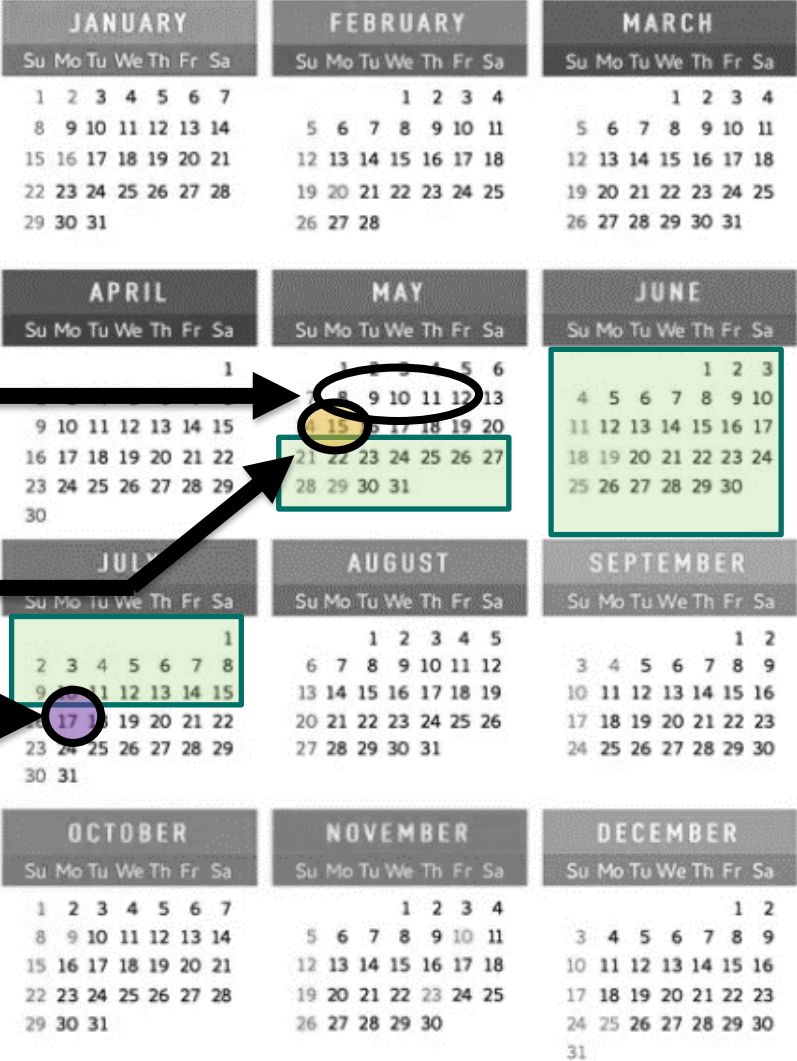 JANUARY
Su Mo Tu We Th Fr Sa
1 2 3 4 5 6 7
8 9 10 11 12 13 14
15 16 17 18 19 20 21
22 23 24 25 26 27 28
29 30 31
FEBRUARY
Su Mo Tu We Th Fr Sa
1 2 3 4
5 6 7 8 9 10 11
12 13 14 15 16 17 18
19 20 21 22 23 24 25
26 27 28
MARCH
Su Mo Tu We Th Fr Sa
1 2 3 4
5 6 7 8 9 10 11
12 13 14 15 16 17 18
19 20 21 22 23 24 25
26 27 28 29 30 31
APRIL
Su Mo Tu We Th Fr Sa
1
9 10 11 12 13 14 15
16 17 18 19 20 21 22
23 24 25 26 27 28 29
30
MAY
Su Mo Tu We Th Fr Sa
1 2 3 4 5 6
7 8 9 10 11 12 13
15 17 18 19 20
21 22 23 24 25 26 27
28 29 30 31
JUNE
Su Mo Tu We Th Fr Sa
1 2 3
4 5 6 7 8 9 10
11 12 13 14 15 16 17
18 19 20 21 22 23 24
25 26 27 28 29 30
JULY
Su Mo Tu We Th Fr Sa
1
2 3 4 5 6 7 8
9 10 11 12 13 14 15
17 18 19 20 21 22
23 24 25 26 27 28 29
30 31
AUGUST
Su Mo Tu We Th Fr Sa
1 2 3 4 5
6 7 8 9 10 11 12
13 14 15 16 17 18 19
20 21 22 23 24 25 26
27 28 29 30 31
SEPTEMBER
Su Mo Tu We Th Fr Sa
1 2
3 4 5 6 7 8 9
10 11 12 13 14 15 16
17 18 19 20 21 22 23
24 25 26 27 28 29 30
OCTOBER
Su Mo Tu We Th Fr Sa
1 2 3 4 5 6 7
8 9 10 11 12 13 14
15 16 17 18 19 20 21
22 23 24 25 26 27 28
29 30 31
NOVEMBER
Su Mo Tu We Th Fr Sa
1 2 3 4
5 6 7 8 9 10 11
12 13 14 15 16 17 18
19 20 21 22 23 24 25
26 27 28 29 30
DECEMBER
Su Mo Tu We Th Fr Sa
1 2
3 4 5 6 7 8 9
10 11 12 13 14 15 16
17 18 19 20 21 22 23
24 25 26 27 28 29 30
31